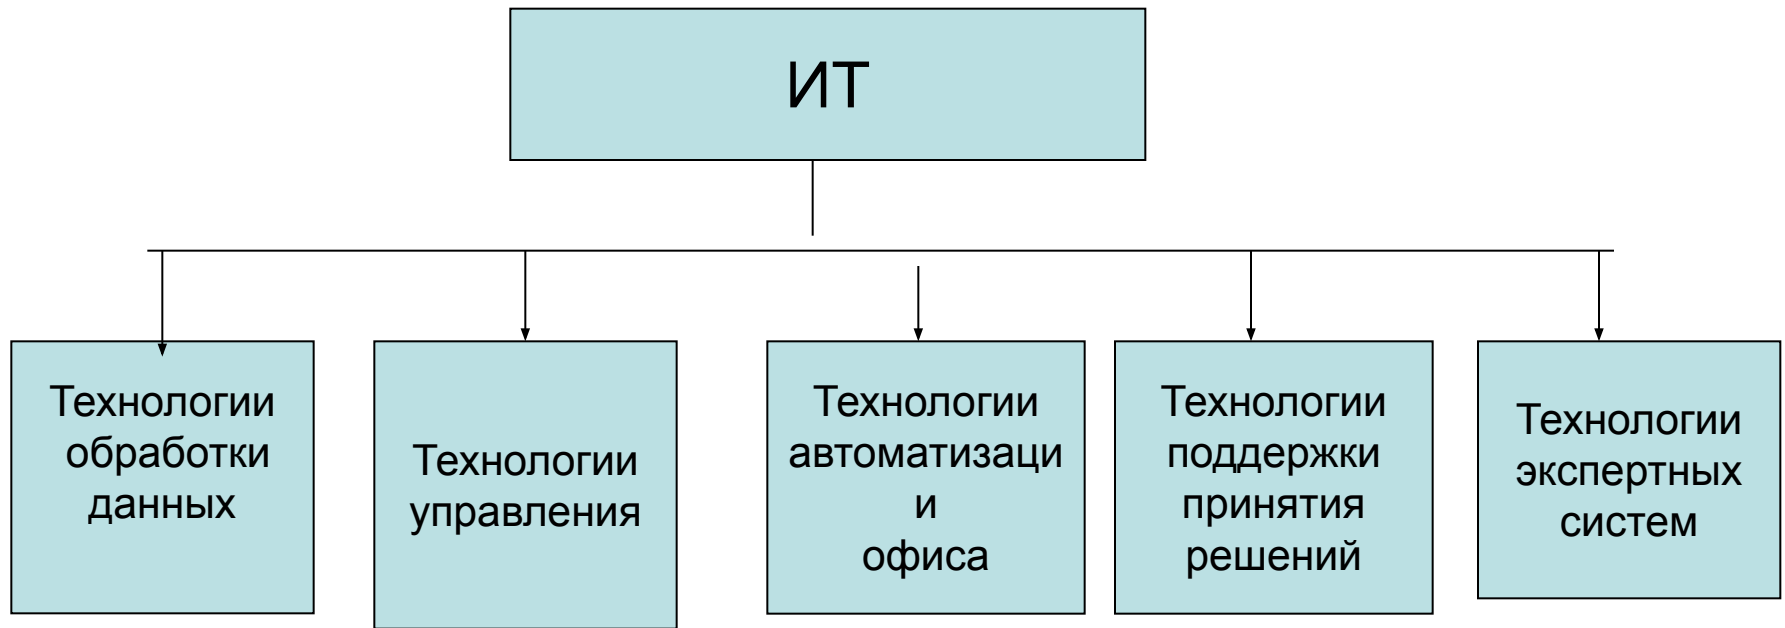 ИТ
Технологии
обработки
данных
Технологии
управления
Технологии
автоматизаци
и
офиса
Технологии
поддержки
принятия
решений
Технологии
экспертных
систем